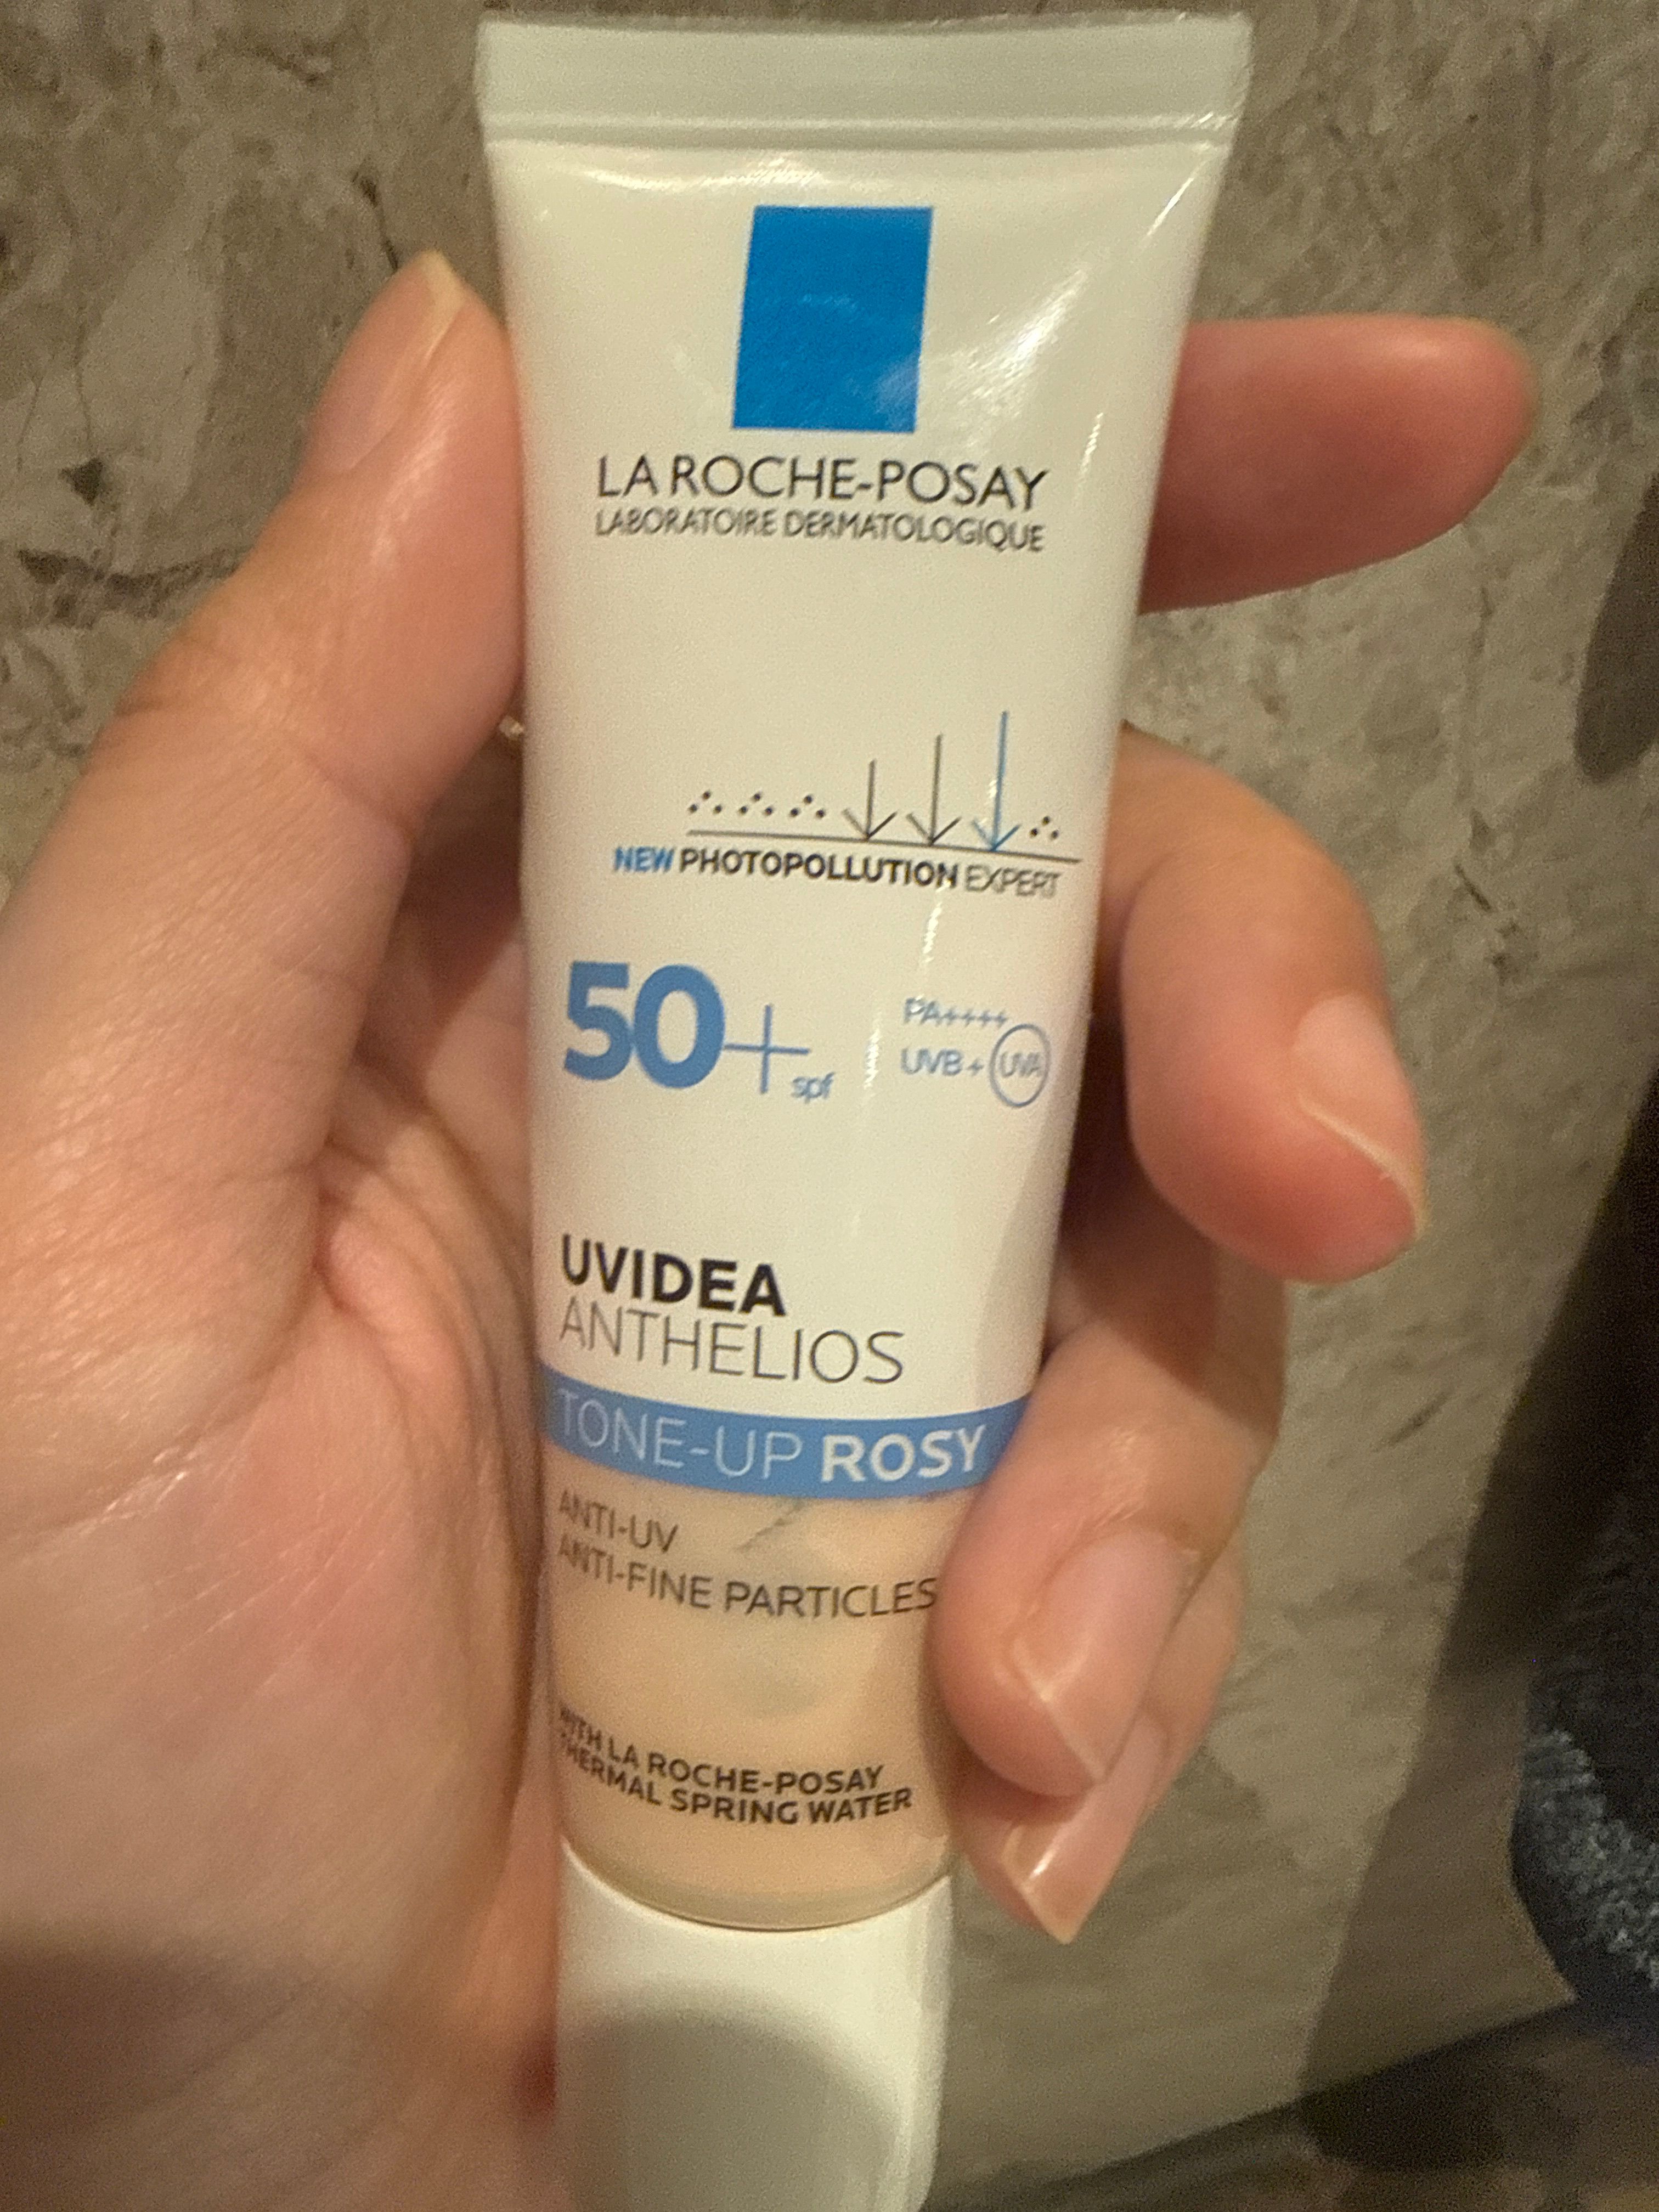 LA ROCHE-POSAY
LABORATOIRE DERMATOLOGIQUE
NEW PHOTOPOLLUTION EXPERT
50+ spf
PA++++
UVB + UVA
UVIDEA
ANTHELIOS
TONE-UP ROSY
ANTI-UV
ANTI-FINE PARTICLES
WITH LA ROCHE-POSAY
THERMAL SPRING WATER